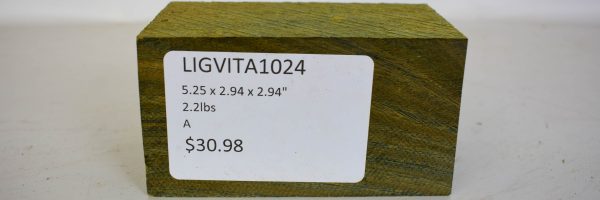 LIGVITA1024
5.25 x 2.94 x 2.94"
2.2lbs
A
$30.98